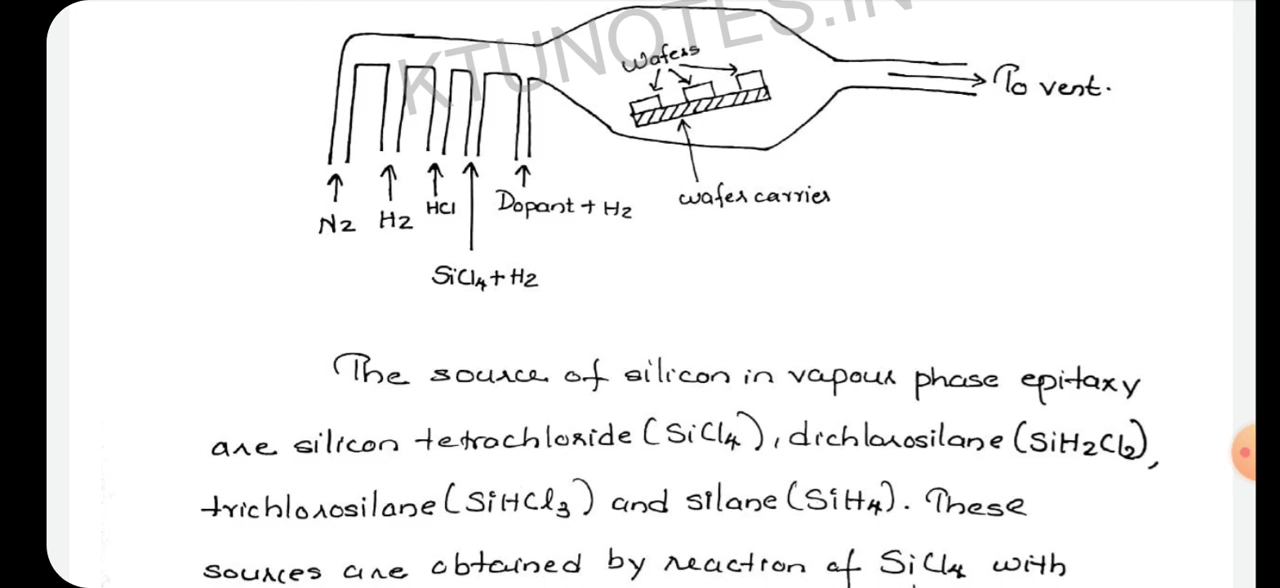 KTUNOTES.IN
Wafers
To vent.
N2 H2 HCl Dopant + H2 wafer carrier
SiCl4 + H2
The source of silicon in vapour phase epitaxy
are silicon tetrachloride (SiCl4), dichlorosilane (SiH2Cl2),
trichlorosilane (SiHCl3) and silane (SiH4). These
sources are obtained by reaction of SiCl4 with